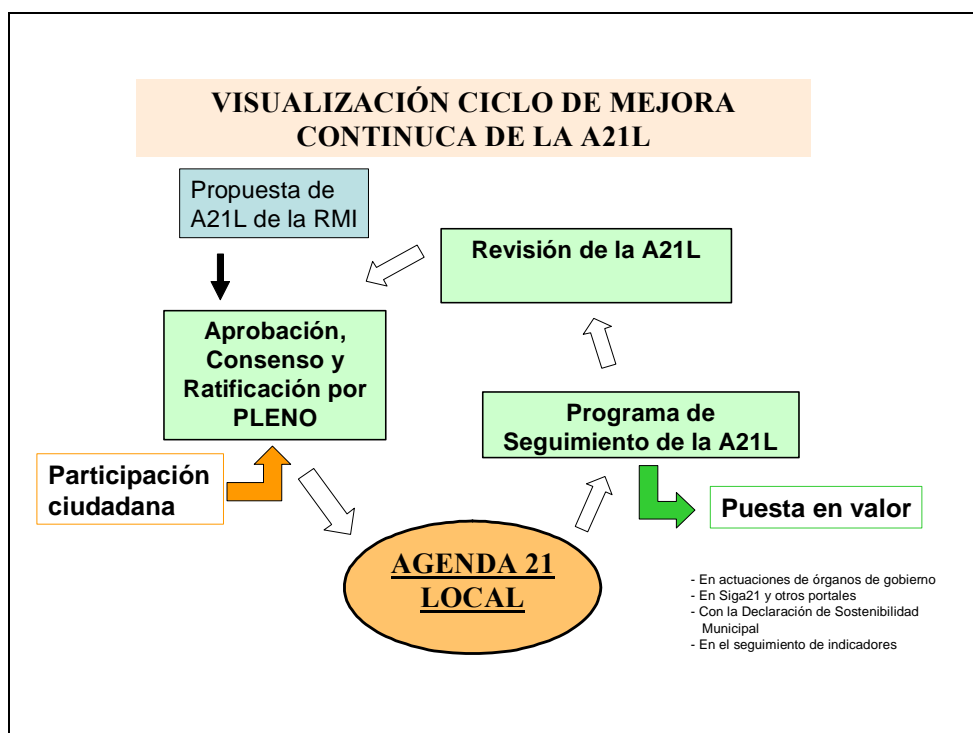 VISUALIZACIÓN CICLO DE MEJORA
CONTINUCA DE LA A21L
Propuesta de
A21L de la RMI
Revisión de la A21L
Aprobación,
Consenso y
Ratificación por
PLENO
Programa de
Seguimiento de la A21L
Participación
ciudadana
Puesta en valor
AGENDA 21
LOCAL
- En actuaciones de órganos de gobierno
- En Siga21 y otros portales
- Con la Declaración de Sostenibilidad
Municipal
- En el seguimiento de indicadores